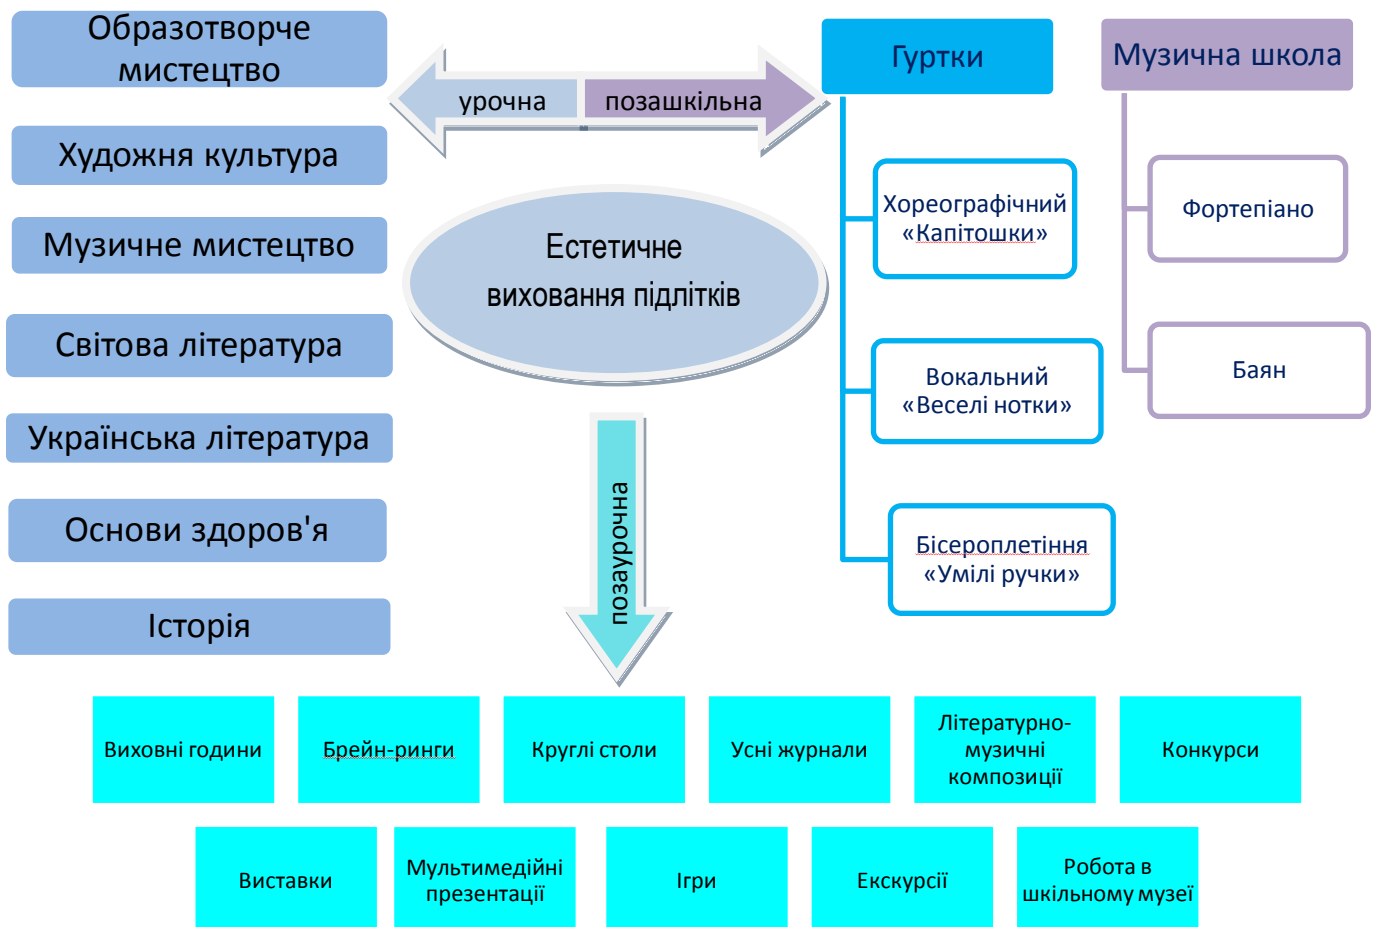 Образотворче
мистецтво
Художня культура
Музичне мистецтво
Світова література
Українська література
Основи здоров'я
Історія
урочна
позашкільна
Естетичне
виховання підлітків
позаурочна
Гуртки
Хореографічний
«Капітошки»
Вокальний
«Веселі нотки»
Бісероплетіння
«Умілі ручки»
Музична школа
Фортепіано
Баян
Виховні години
Брейн-ринги
Круглі столи
Усні журнали
Літературно-
музичні
композиції
Конкурси
Виставки
Мультимедійні
презентації
Ігри
Екскурсії
Робота в
шкільному музеї